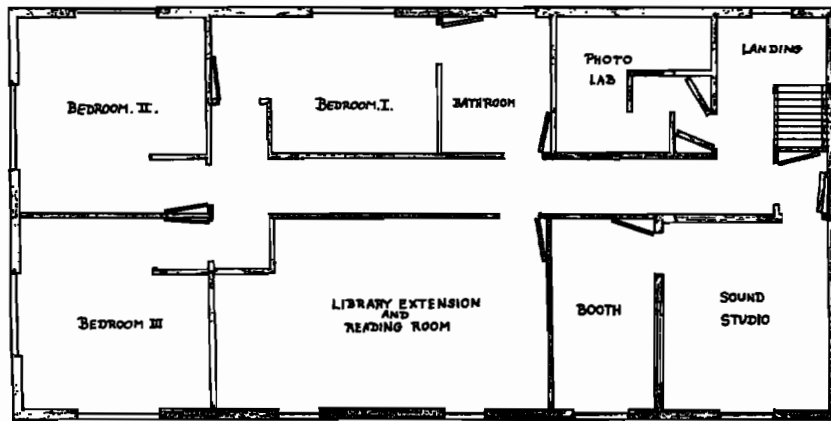 BEDROOM. II.
BEDROOM. I.
BATHROOM
PHOTO
LAB
LANDING
BEDROOM III
LIBRARY EXTENSION
AND
READING ROOM
BOOTH
SOUND
STUDIO